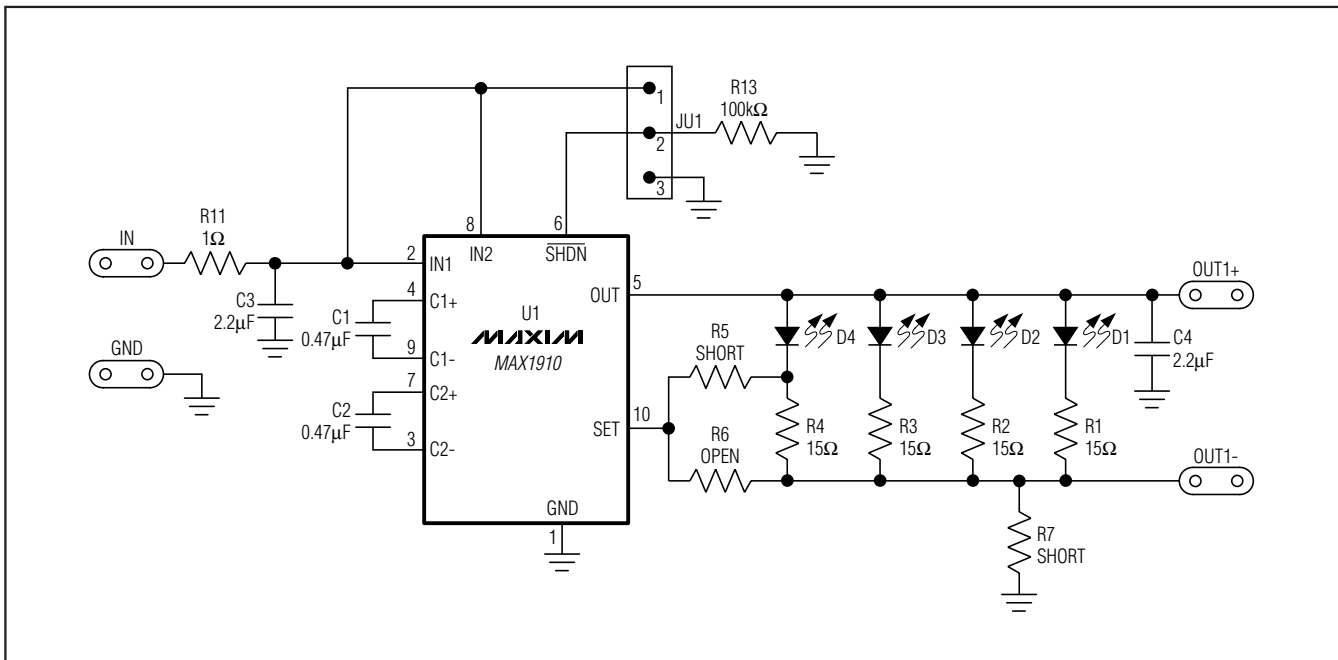 1
R13
100kΩ
JU1
2
3
R11
1Ω
8
6
IN
2
IN1
IN2
SHDN
C3
2.2µF
4
C1+
5
OUT
OUT1+
C1
0.47µF
U1
MAXIM
MAX1910
R5
SHORT
D4
D3
D2
D1
C4
2.2µF
GND
9
C1-
7
C2+
C2
0.47µF
3
C2-
10
SET
R6
OPEN
R4
15Ω
R3
15Ω
R2
15Ω
R1
15Ω
OUT1-
GND
1
R7
SHORT